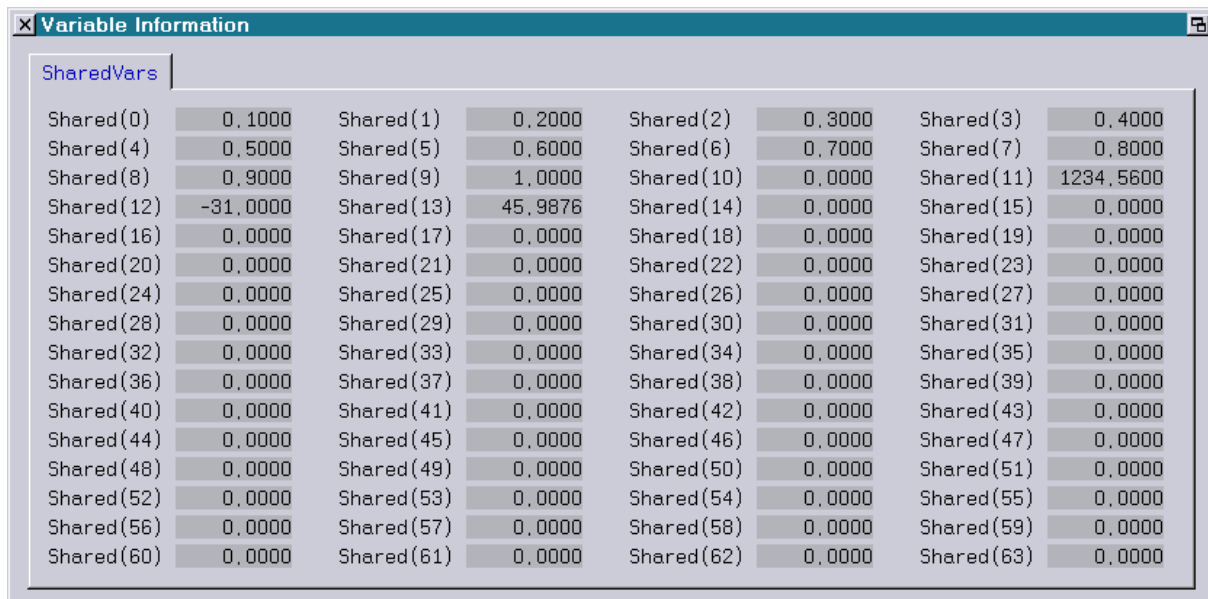 Variable Information
SharedVars
Shared(0) 0.1000 Shared(1) 0.2000 Shared(2) 0.3000 Shared(3) 0.4000
Shared(4) 0.5000 Shared(5) 0.6000 Shared(6) 0.7000 Shared(7) 0.8000
Shared(8) 0.9000 Shared(9) 1.0000 Shared(10) 0.0000 Shared(11) 1234.5600
Shared(12) -31.0000 Shared(13) 45.9876 Shared(14) 0.0000 Shared(15) 0.0000
Shared(16) 0.0000 Shared(17) 0.0000 Shared(18) 0.0000 Shared(19) 0.0000
Shared(20) 0.0000 Shared(21) 0.0000 Shared(22) 0.0000 Shared(23) 0.0000
Shared(24) 0.0000 Shared(25) 0.0000 Shared(26) 0.0000 Shared(27) 0.0000
Shared(28) 0.0000 Shared(29) 0.0000 Shared(30) 0.0000 Shared(31) 0.0000
Shared(32) 0.0000 Shared(33) 0.0000 Shared(34) 0.0000 Shared(35) 0.0000
Shared(36) 0.0000 Shared(37) 0.0000 Shared(38) 0.0000 Shared(39) 0.0000
Shared(40) 0.0000 Shared(41) 0.0000 Shared(42) 0.0000 Shared(43) 0.0000
Shared(44) 0.0000 Shared(45) 0.0000 Shared(46) 0.0000 Shared(47) 0.0000
Shared(48) 0.0000 Shared(49) 0.0000 Shared(50) 0.0000 Shared(51) 0.0000
Shared(52) 0.0000 Shared(53) 0.0000 Shared(54) 0.0000 Shared(55) 0.0000
Shared(56) 0.0000 Shared(57) 0.0000 Shared(58) 0.0000 Shared(59) 0.0000
Shared(60) 0.0000 Shared(61) 0.0000 Shared(62) 0.0000 Shared(63) 0.0000